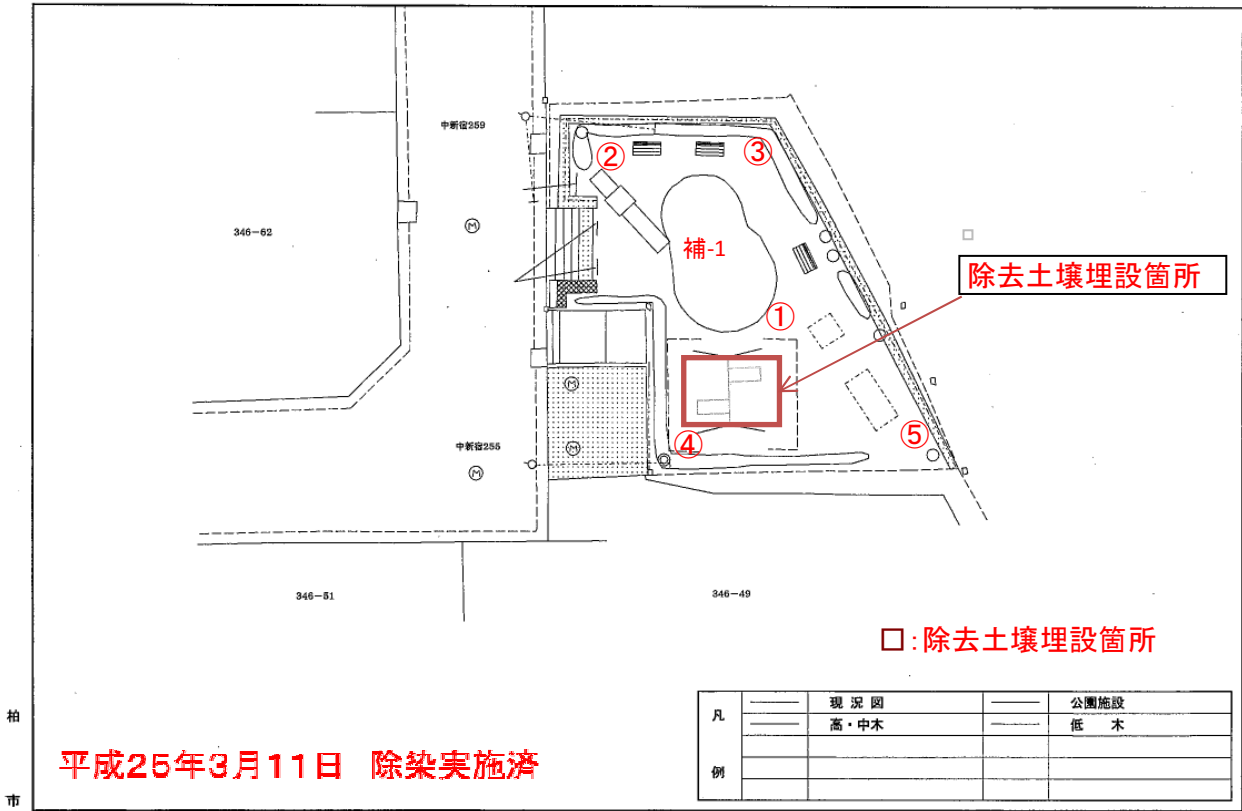 中新宿259
②
③
346-62
Ⓜ
補-1
除去土壌埋設箇所
①
Ⓜ
④
⑤
中新宿255
Ⓜ
Ⓜ
346-51
346-49
□:除去土壌埋設箇所
凡例
現況図
公園施設
高・中木
低木
柏市
平成25年3月11日 除染実施済